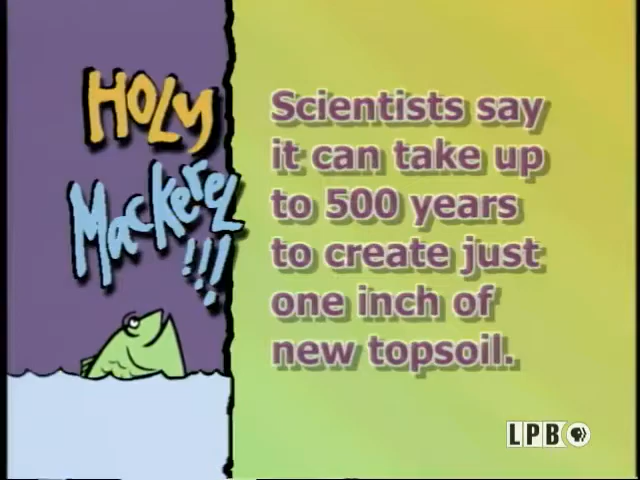 HOLY
MacKereL
!!!
Scientists say
it can take up
to 500 years
to create just
one inch of
new topsoil.
LPB